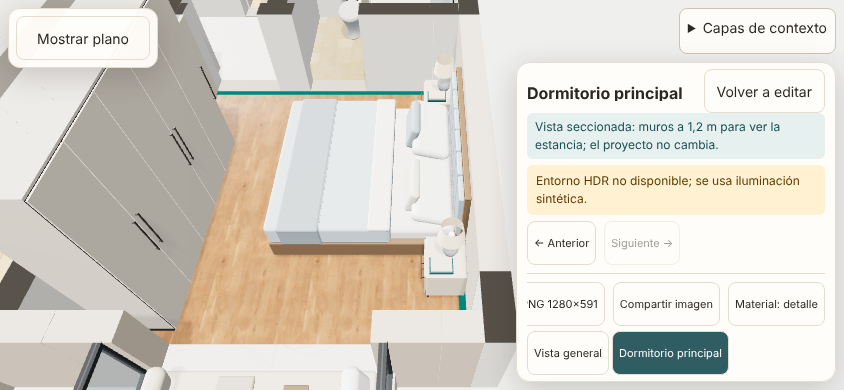 Mostrar plano
▶ Capas de contexto
Dormitorio principal
Volver a editar
Vista seccionada: muros a 1,2 m para ver la
estancia; el proyecto no cambia.
Entorno HDR no disponible; se usa iluminación
sintética.
← Anterior
Siguiente →
NG 1280×591
Compartir imagen
Material: detalle
Vista general
Dormitorio principal